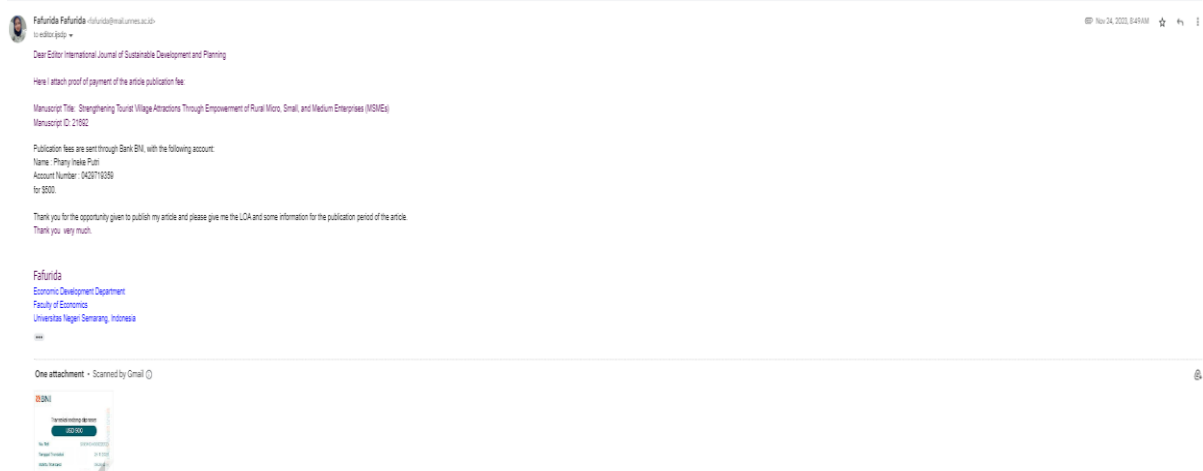 Fafurida Fafurida <fafurida@mail.unnes.ac.id>
Nov 24, 2023, 8:49 AM
to editor.ijsdp
Dear Editor International Journal of Sustainable Development and Planning
Here I attach proof of payment of the article publication fee:
Manuscript Title: Strengthening Tourist Village Attractions Through Empowerment of Rural Micro, Small, and Medium Enterprises (MSMEs)
Manuscript ID: 21692
Publication fees are sent through Bank BNI, with the following account:
Name : Phany Ineke Putri
Account Number : 0429719359
for $500.
Thank you for the opportunity given to publish my article and please give me the LOA and some information for the publication period of the article.
Thank you very much.
Fafurida
Economic Development Department
Faculty of Economics
Universitas Negeri Semarang, Indonesia
One attachment • Scanned by Gmail
BNI
USD 500